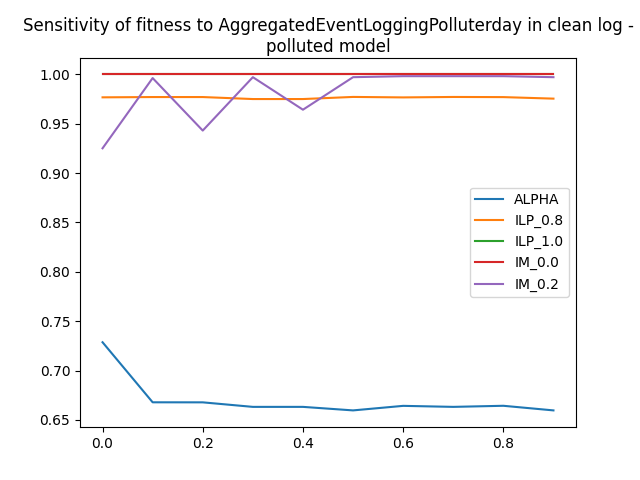 Sensitivity of fitness to AggregatedEventLoggingPolluterday in clean log -
polluted model
1.00
0.95
0.90
0.85
0.80
0.75
0.70
0.65
ALPHA
ILP_0.8
ILP_1.0
IM_0.0
IM_0.2
0.0
0.2
0.4
0.6
0.8